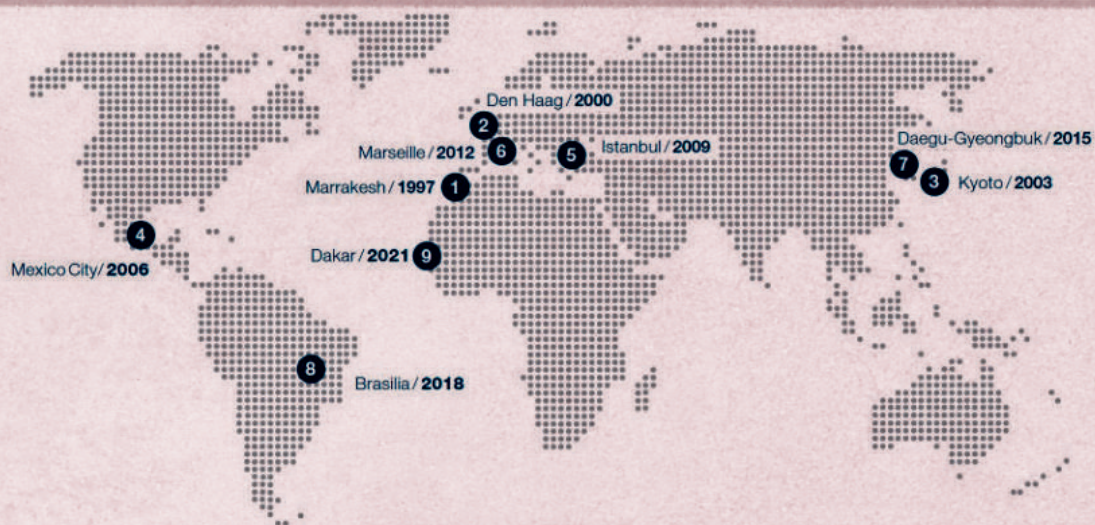 Den Haag / 2000
2
Daegu-Gyeongbuk / 2015
Marseille / 2012
6
5
Istanbul / 2009
7
Marrakesh / 1997
1
3
Kyoto / 2003
4
Dakar / 2021
9
Mexico City / 2006
8
Brasilia / 2018